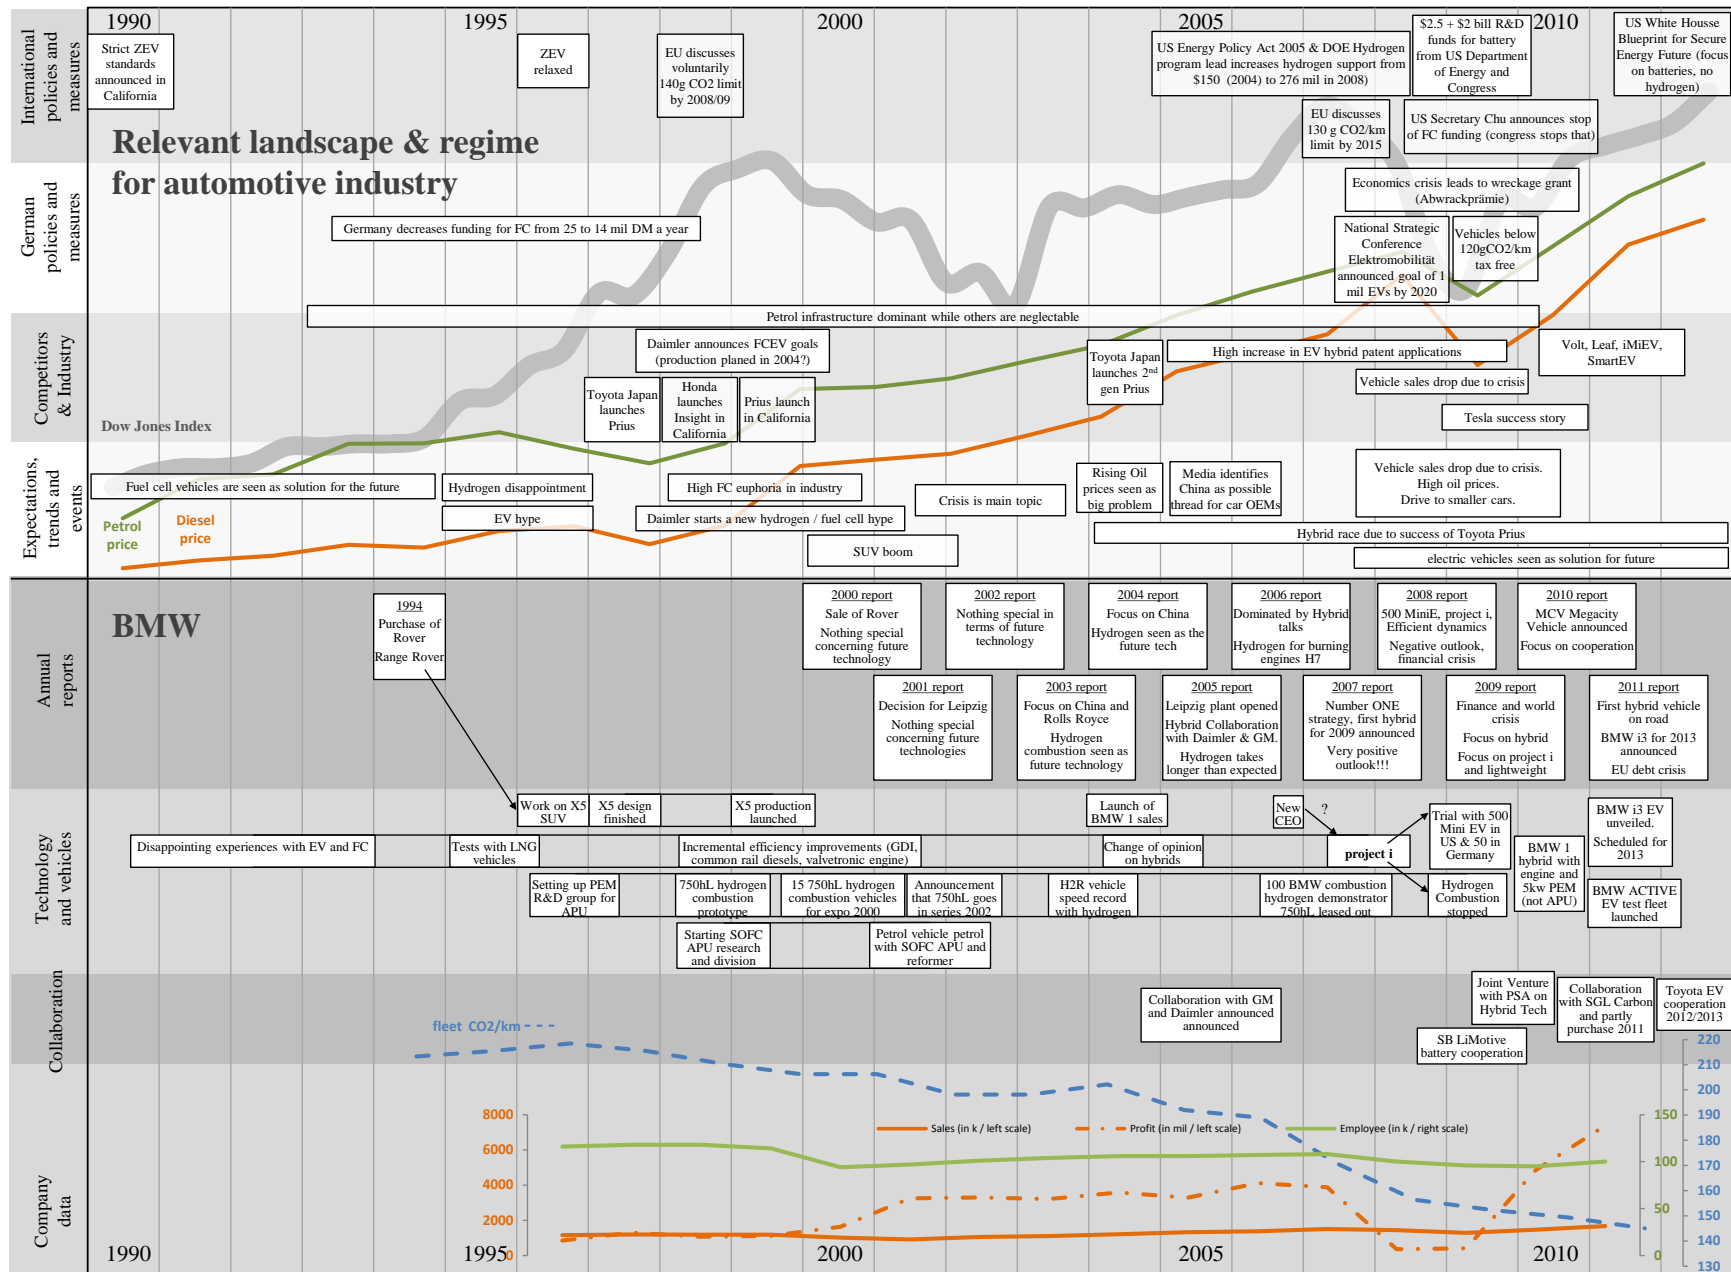 1990
1995
2000
2005
2010
International
policies and
measures
Strict ZEV
standards
announced in
California
ZEV
relaxed
EU discusses
voluntarily
140g CO2 limit
by 2008/09
US Energy Policy Act 2005 & DOE Hydrogen
program lead increases hydrogen support from
$150  (2004) to 276 mil in 2008)
$2.5 + $2 bill R&D
funds for battery
from US Department
of Energy and
Congress
US White Housse
Blueprint for Secure
Energy Future (focus
on batteries, no
hydrogen)
EU discusses
130 g CO2/km
limit by 2015
US Secretary Chu announces stop
of FC funding (congress stops that)
Relevant landscape & regime
for automotive industry
German
policies and
measures
Economics crisis leads to wreckage grant
(Abwrackprämie)
Germany decreases funding for FC from 25 to 14 mil DM a year
National Strategic
Conference
Elektromobilität
announced goal of 1
mil EVs by 2020
Vehicles below
120gCO2/km
tax free
Petrol infrastructure dominant while others are neglectable
Competitors
& Industry
Daimler announces FCEV goals
(production planed in 2004?)
Toyota Japan
launches
Prius
Honda
launches
Insight in
California
Prius launch
in California
Toyota Japan
launches 2nd
gen Prius
High increase in EV hybrid patent applications
Volt, Leaf, iMiEV,
SmartEV
Vehicle sales drop due to crisis
Tesla success story
Dow Jones Index
Expectations,
trends and
events
Fuel cell vehicles are seen as solution for the future
Hydrogen disappointment
High FC euphoria in industry
Crisis is main topic
Rising Oil
prices seen as
big problem
Media identifies
China as possible
thread for car OEMs
Vehicle sales drop due to crisis.
High oil prices.
Drive to smaller cars.
Petrol
price
Diesel
price
EV hype
Daimler starts a new hydrogen / fuel cell hype
SUV boom
Hybrid race due to success of Toyota Prius
electric vehicles seen as solution for future
BMW
Annual
reports
1994
Purchase of
Rover
Range Rover
2000 report
Sale of Rover
Nothing special
concerning future
technology
2002 report
Nothing special in
terms of future
technology
2004 report
Focus on China
Hydrogen seen as the
future tech
2006 report
Dominated by Hybrid
talks
Hydrogen for burning
engines H7
2008 report
500 MiniE, project i,
Efficient dynamics
Negative outlook,
financial crisis
2010 report
MCV Megacity
Vehicle announced
Focus on cooperation
2001 report
Decision for Leipzig
Nothing special
concerning future
technologies
2003 report
Focus on China and
Rolls Royce
Hydrogen
combustion seen as
future technology
2005 report
Leipzig plant opened
Hybrid Collaboration
with Daimler & GM.
Hydrogen takes
longer than expected
2007 report
Number ONE
strategy, first hybrid
for 2009 announced
Very positive
outlook!!!
2009 report
Finance and world
crisis
Focus on hybrid
Focus on project i
and lightweight
2011 report
First hybrid vehicle
on road
BMW i3 for 2013
announced
EU debt crisis
Technology
and vehicles
Work on X5
SUV
X5 design
finished
X5 production
launched
Launch of
BMW 1 sales
New
CEO
?
Trial with 500
Mini EV in
US & 50 in
Germany
BMW i3 EV
unveiled.
Scheduled for
2013
Disappointing experiences with EV and FC
Tests with LNG
vehicles
Incremental efficiency improvements (GDI,
common rail diesels, valvetronic engine)
Change of opinion
on hybrids
project i
BMW 1
hybrid with
engine and
5kw PEM
(not APU)
Setting up PEM
R&D group for
APU
750hL hydrogen
combustion
prototype
15 750hL hydrogen
combustion vehicles
for expo 2000
Announcement
that 750hL goes
in series 2002
H2R vehicle
speed record
with hydrogen
100 BMW combustion
hydrogen demonstrator
750hL leased out
Hydrogen
Combustion
stopped
BMW ACTIVE
EV test fleet
launched
Starting SOFC
APU research
and division
Petrol vehicle petrol
with SOFC APU and
reformer
Collaboration
Collaboration with GM
and Daimler announced
announced
Joint Venture
with PSA on
Hybrid Tech
Collaboration
with SGL Carbon
and partly
purchase 2011
Toyota EV
cooperation
2012/2013
SB LiMotive
battery cooperation
fleet CO2/km
Company
data
8000
6000
4000
2000
0
Sales (in k / left scale)
Profit (in mil / left scale)
Employee (in k / right scale)
150
100
50
0
220
210
200
190
180
170
160
150
140
130
1990
1995
2000
2005
2010